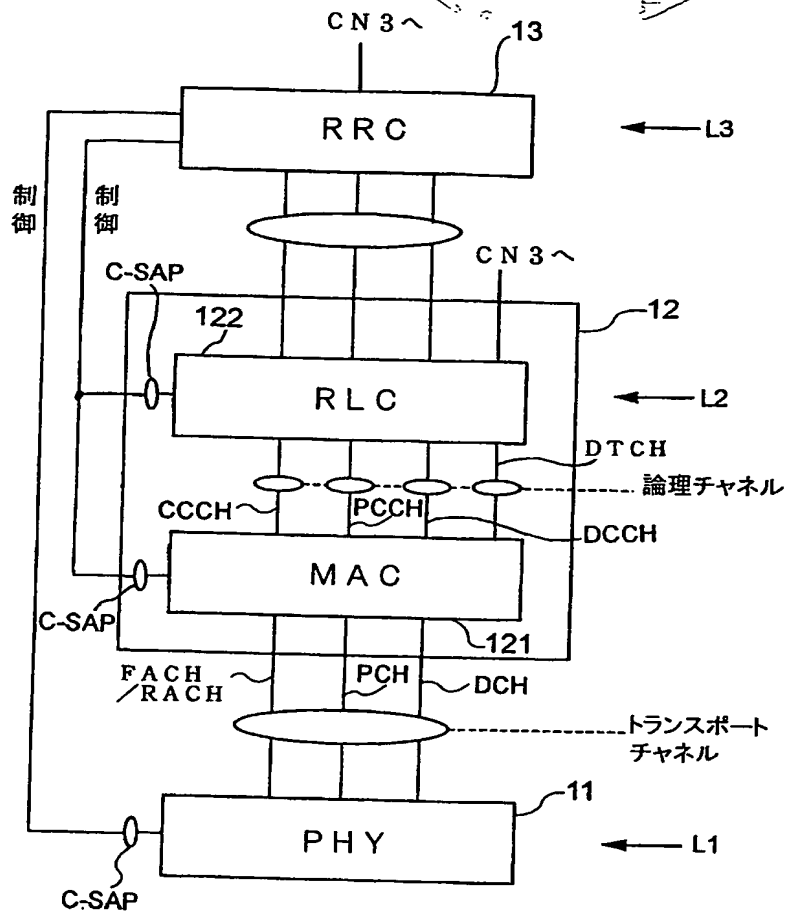 CN3へ
13
RRC
L3
制御
制御
CN3へ
C-SAP
12
122
RLC
L2
DTCH
論理チャネル
CCCH
PCCH
DCCH
MAC
C-SAP
121
FACH
/RACH
PCH
DCH
トランスポート
チャネル
11
PHY
L1
C-SAP